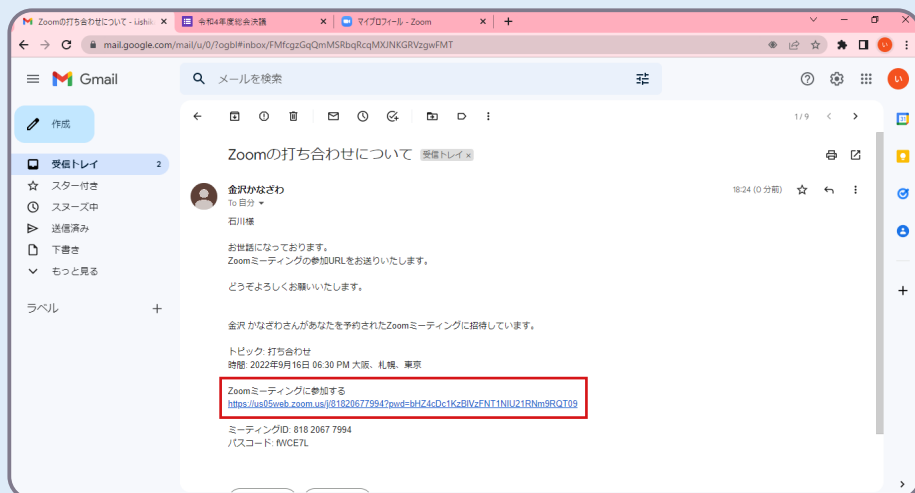 Zoomの打ち合わせについて - i.ishik
令和4年度総会決議
マイプロフィール - Zoom
mail.google.com/mail/u/0/?ogbl#inbox/FMfcgzGqQmMSRbqRcqMXJNKGRVzgwFMT
い
Gmail
メールを検索
い
作成
1/9
31
受信トレイ 2
スター付き
スヌーズ中
送信済み
下書き
もっと見る
ラベル
Zoomの打ち合わせについて 受信トレイ ×
金沢かなざわ 18:24 (0 分前)
To 自分
石川様
お世話になっております。
Zoomミーティングの参加URLをお送りいたします。
どうぞよろしくお願いいたします。
金沢 かなざわさんがあなたを予約されたZoomミーティングに招待しています。
トピック: 打ち合わせ
時間: 2022年9月16日 06:30 PM 大阪、札幌、東京
Zoomミーティングに参加する
https://us05web.zoom.us/j/81820677994?pwd=bHZ4cDc1KzBlVzFNT1NIU21RNm9RQT09
ミーティングID: 818 2067 7994
パスコード: fWCE7L